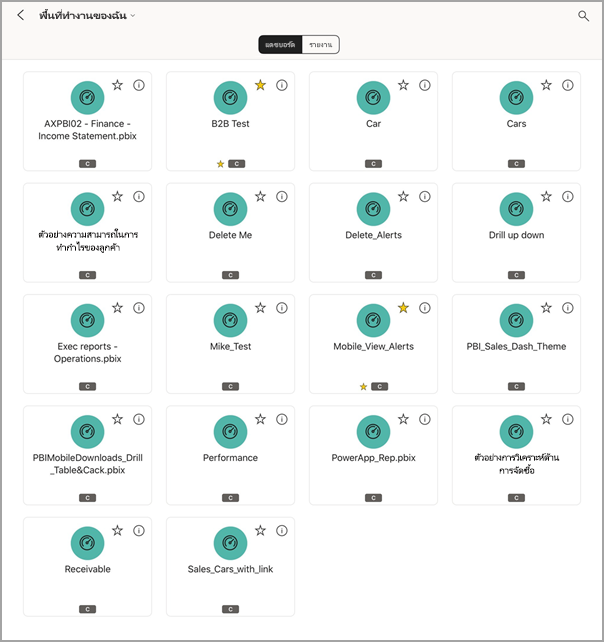 พื้นที่ทำงานของฉัน
แดชบอร์ด รายงาน
AXPBI02 - Finance -
Income Statement.pbix
C
B2B Test
C
Car
C
Cars
C
ตัวอย่างความสามารถในการ
ทำกำไรของลูกค้า
C
Delete Me
C
Delete_Alerts
C
Drill up down
C
Exec reports -
Operations.pbix
C
Mike_Test
C
Mobile_View_Alerts
C
PBI_Sales_Dash_Theme
C
PBIMobileDownloads_Drill
_Table&Cack.pbix
C
Performance
C
PowerApp_Rep.pbix
C
ตัวอย่างการวิเคราะห์ด้าน
การจัดซื้อ
C
Receivable
C
Sales_Cars_with_link
C